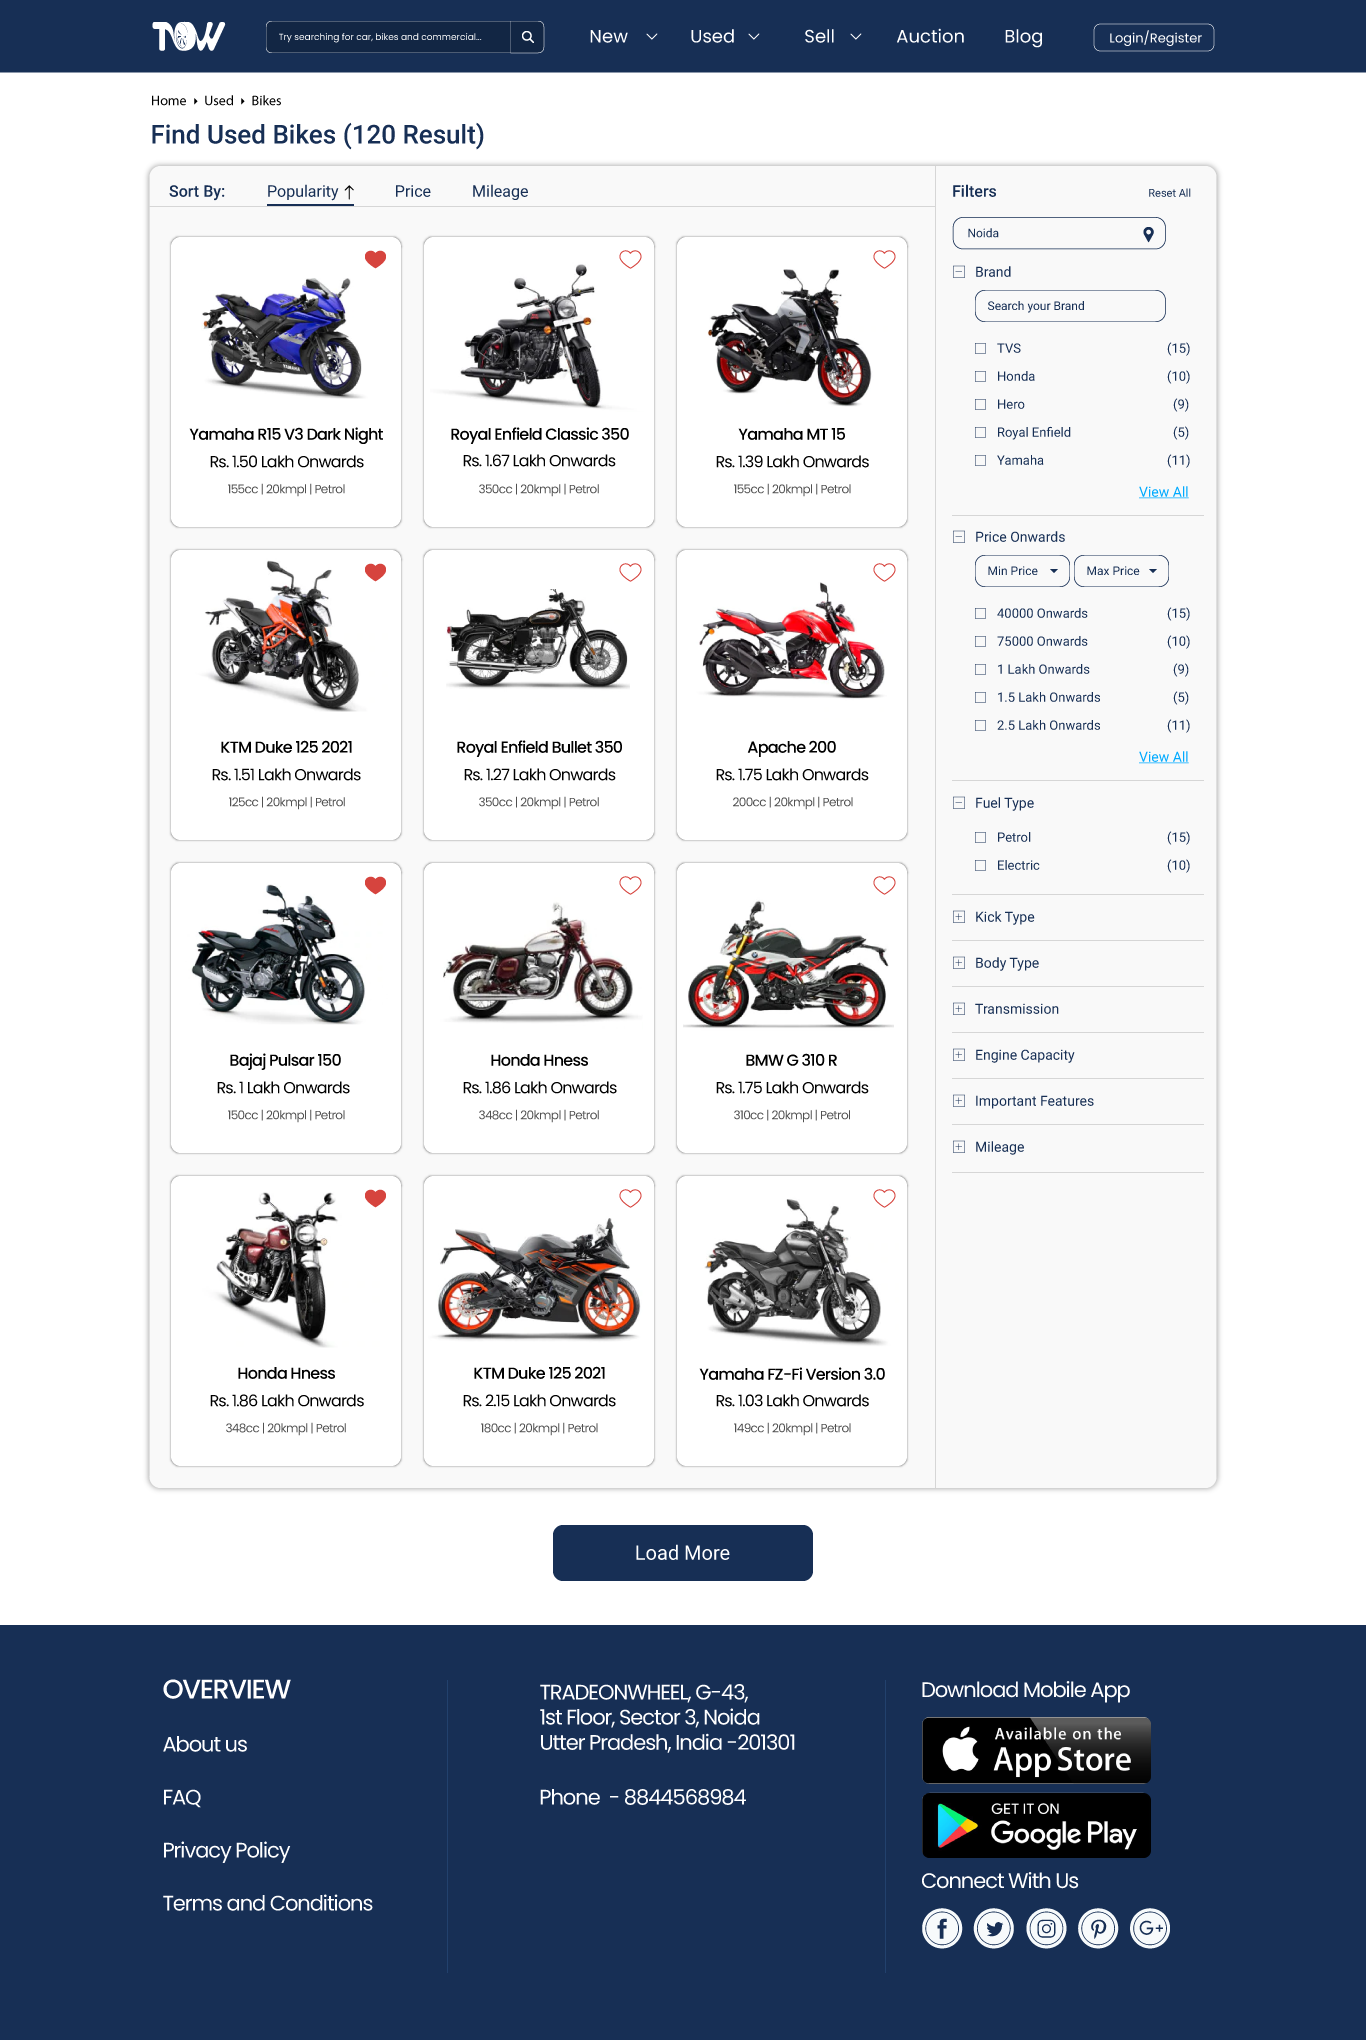 TOW
Try searching for car, bikes and commercial...
New
Used
Sell
Auction
Blog
Login/Register
Home
Used
Bikes
Find Used Bikes (120 Result)
Sort By:
Popularity
Price
Mileage
Yamaha R15 V3 Dark Night
Rs. 1.50 Lakh Onwards
155cc | 20kmpl | Petrol
Royal Enfield Classic 350
Rs. 1.67 Lakh Onwards
350cc | 20kmpl | Petrol
Yamaha MT 15
Rs. 1.39 Lakh Onwards
155cc | 20kmpl | Petrol
KTM Duke 125 2021
Rs. 1.51 Lakh Onwards
125cc | 20kmpl | Petrol
Royal Enfield Bullet 350
Rs. 1.27 Lakh Onwards
350cc | 20kmpl | Petrol
Apache 200
Rs. 1.75 Lakh Onwards
200cc | 20kmpl | Petrol
Bajaj Pulsar 150
Rs. 1 Lakh Onwards
150cc | 20kmpl | Petrol
Honda Hness
Rs. 1.86 Lakh Onwards
348cc | 20kmpl | Petrol
BMW G 310 R
Rs. 1.75 Lakh Onwards
310cc | 20kmpl | Petrol
Honda Hness
Rs. 1.86 Lakh Onwards
348cc | 20kmpl | Petrol
KTM Duke 125 2021
Rs. 2.15 Lakh Onwards
180cc | 20kmpl | Petrol
Yamaha FZ-Fi Version 3.0
Rs. 1.03 Lakh Onwards
149cc | 20kmpl | Petrol
Filters
Reset All
Noida
Brand
Search your Brand
TVS (15)
Honda (10)
Hero (9)
Royal Enfield (5)
Yamaha (11)
View All
Price Onwards
Min Price
Max Price
40000 Onwards (15)
75000 Onwards (10)
1 Lakh Onwards (9)
1.5 Lakh Onwards (5)
2.5 Lakh Onwards (11)
View All
Fuel Type
Petrol (15)
Electric (10)
Kick Type
Body Type
Transmission
Engine Capacity
Important Features
Mileage
Load More
OVERVIEW
About us
FAQ
Privacy Policy
Terms and Conditions
TRADEONWHEEL, G-43,
1st Floor, Sector 3, Noida
Utter Pradesh, India -201301
Phone - 8844568984
Download Mobile App
Available on the
App Store
GET IT ON
Google Play
Connect With Us
G+